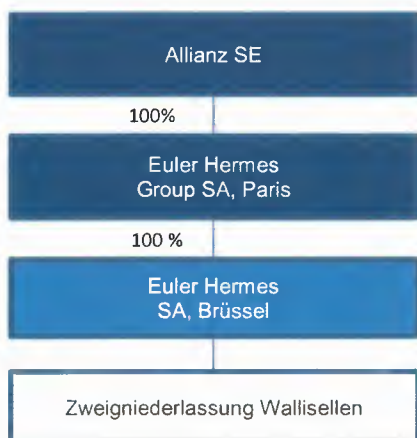 Allianz SE
100%
Euler Hermes
Group SA, Paris
100 %
Euler Hermes
SA, Brüssel
Zweigniederlassung Wallisellen